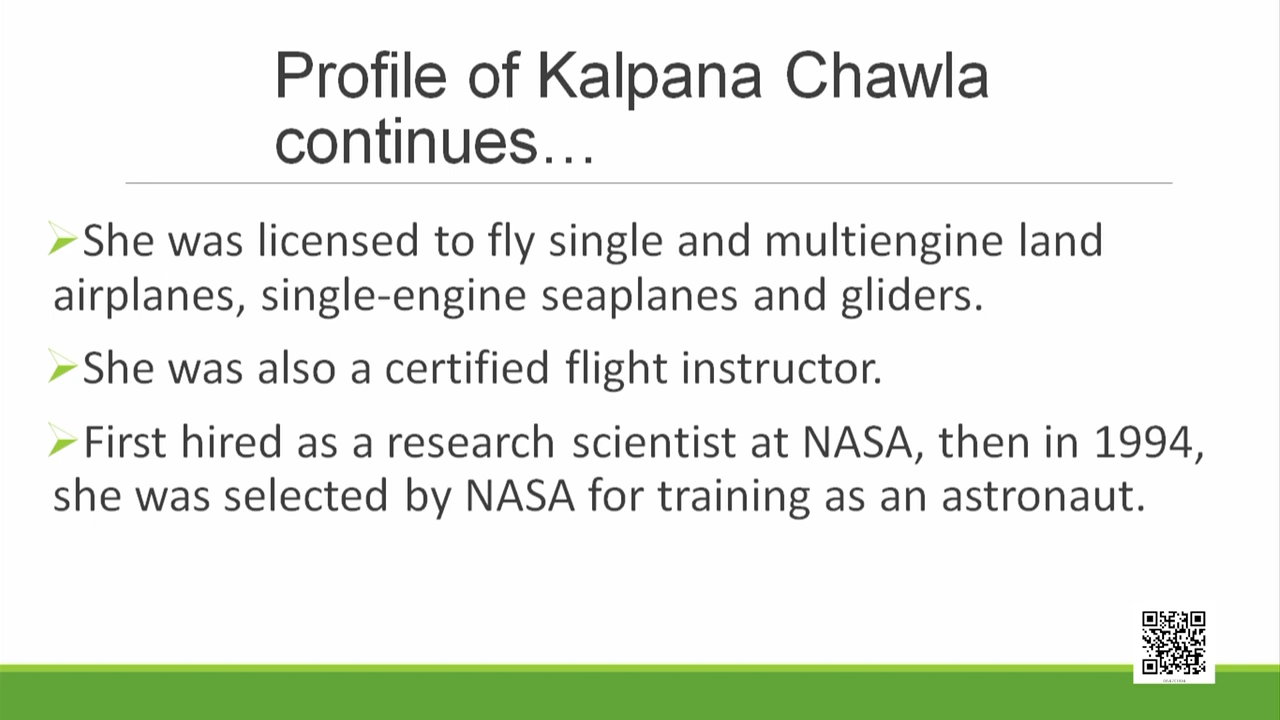 Profile of Kalpana Chawla
continues…
She was licensed to fly single and multiengine land
airplanes, single-engine seaplanes and gliders.
She was also a certified flight instructor.
First hired as a research scientist at NASA, then in 1994,
she was selected by NASA for training as an astronaut.